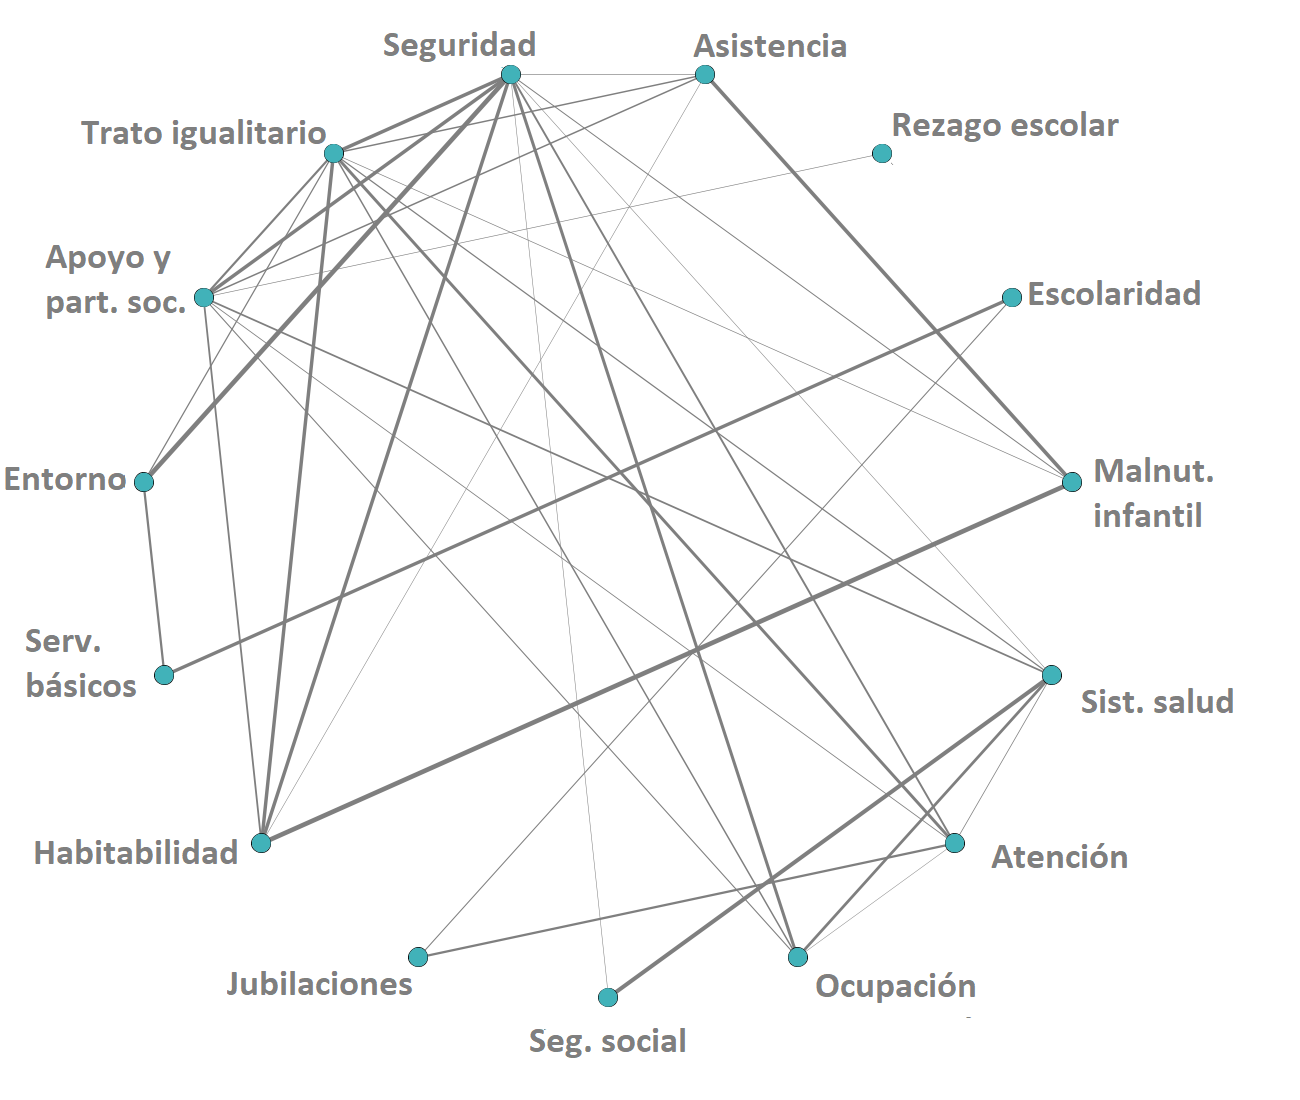 Seguridad
Asistencia
Trato igualitario
Rezago escolar
Apoyo y
part. soc.
Escolaridad
Entorno
Malnut.
infantil
Serv.
básicos
Sist. salud
Habitabilidad
Atención
Jubilaciones
Ocupación
Seg. social